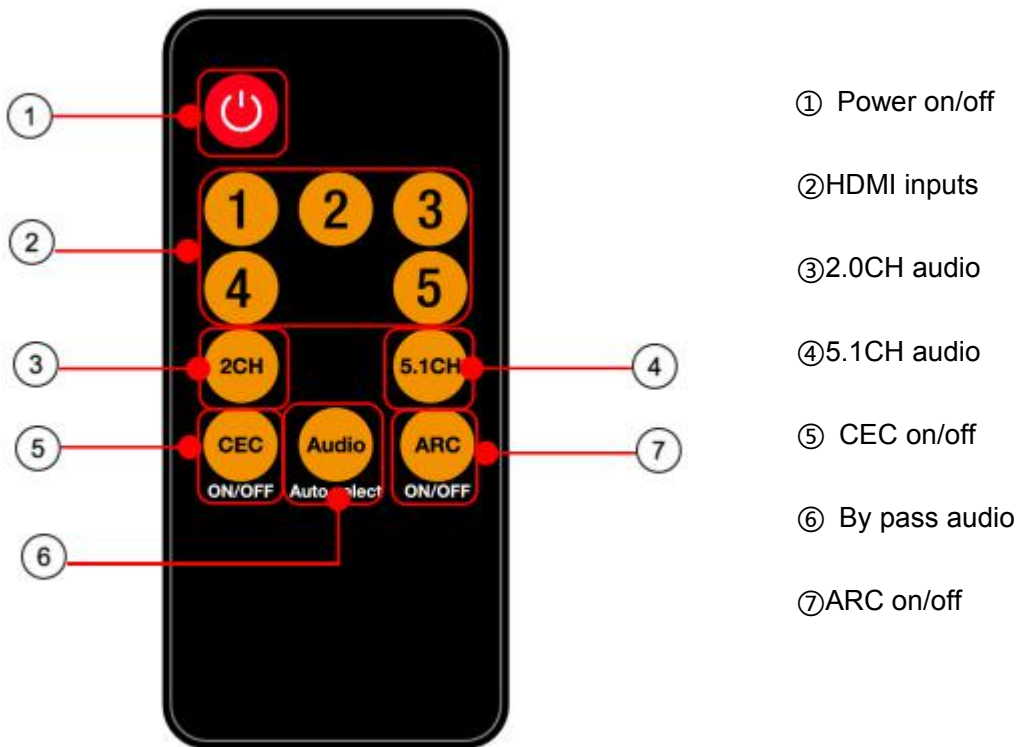 ① Power on/off
1
1 2 3
②HDMI inputs
2
4 5
③2.0CH audio
3
2CH 5.1CH
4
④5.1CH audio
5
CEC Audio ARC
7
⑤ CEC on/off
ON/OFF Auto select ON/OFF
⑥ By pass audio
6
⑦ARC on/off